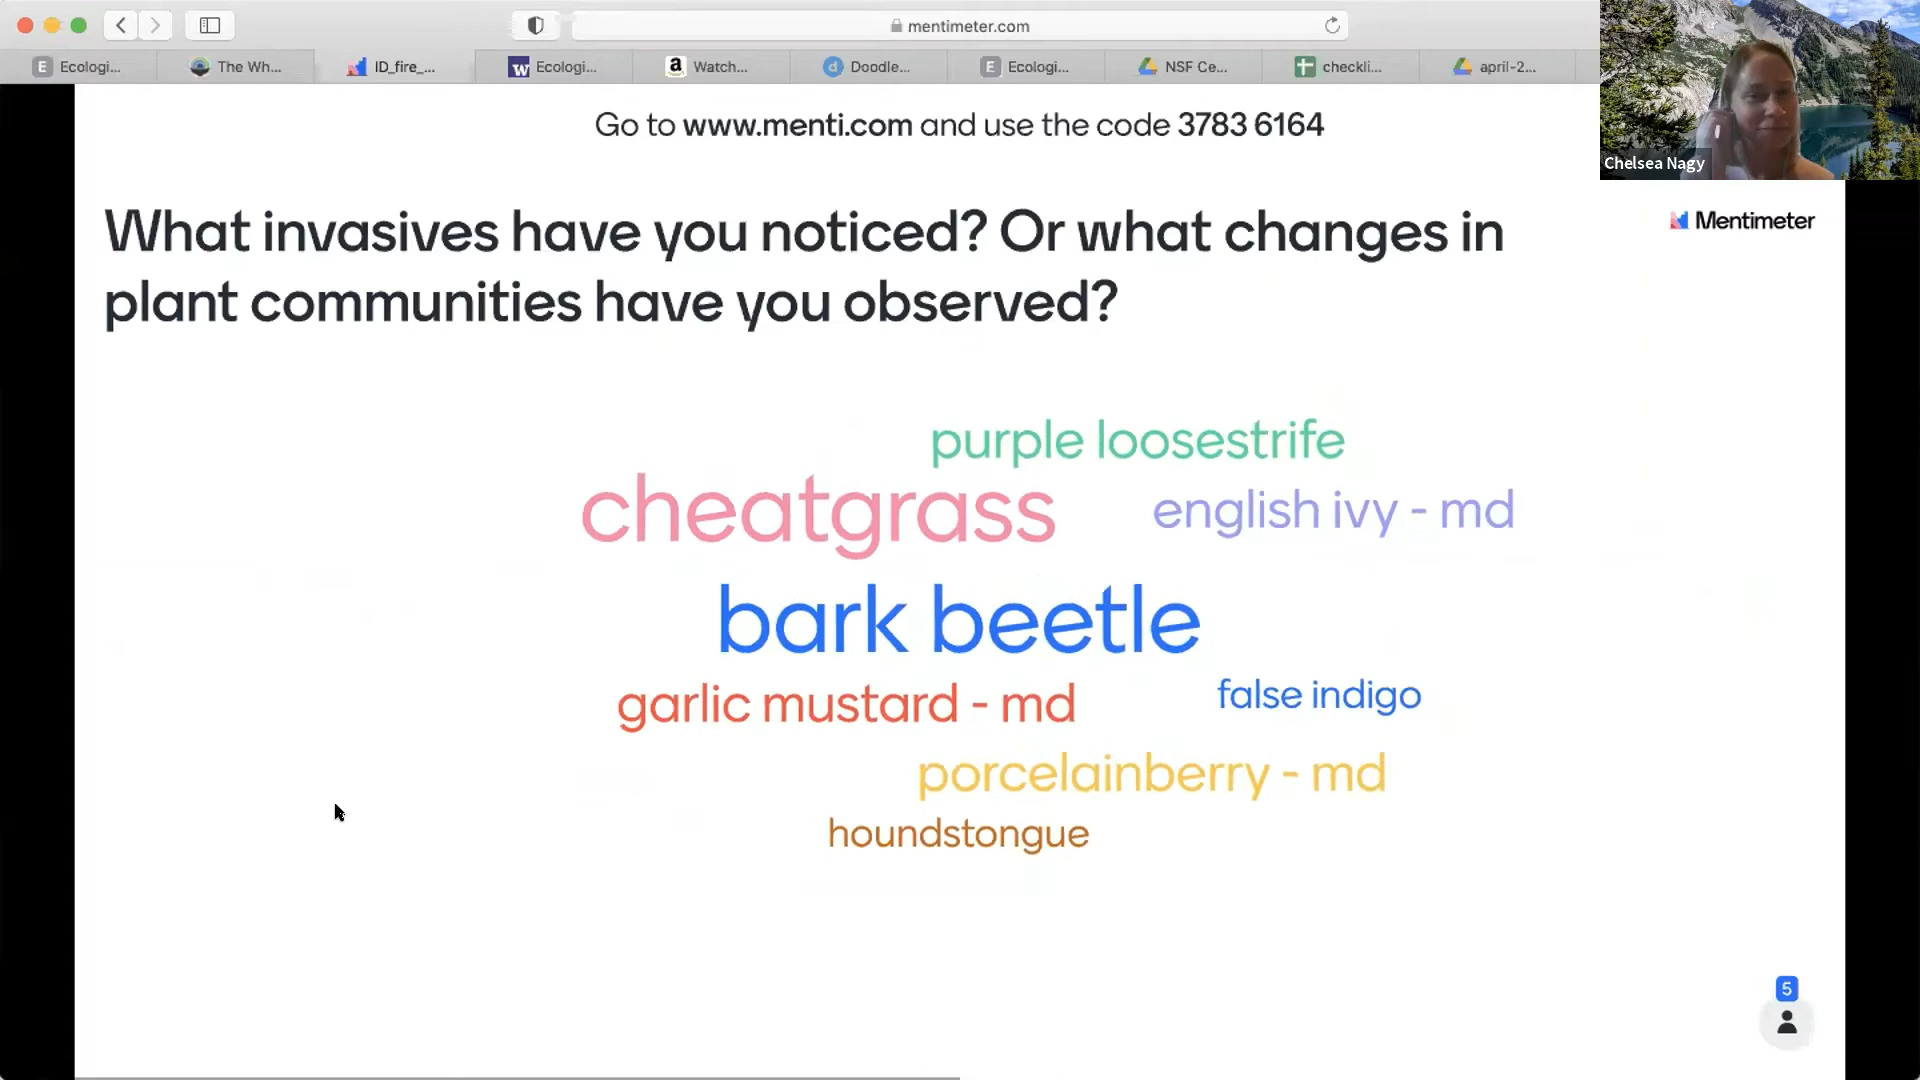 mentimeter.com
Ecologi...
The Wh...
ID_fire_...
Ecologi...
Watch...
Doodle...
Ecologi...
NSF Ce...
checkli...
april-2...
Chelsea Nagy
Go to www.menti.com and use the code 3783 6164
Mentimeter
What invasives have you noticed? Or what changes in
plant communities have you observed?
purple loosestrife
cheatgrass
english ivy - md
bark beetle
garlic mustard - md
false indigo
porcelainberry - md
houndstongue
5